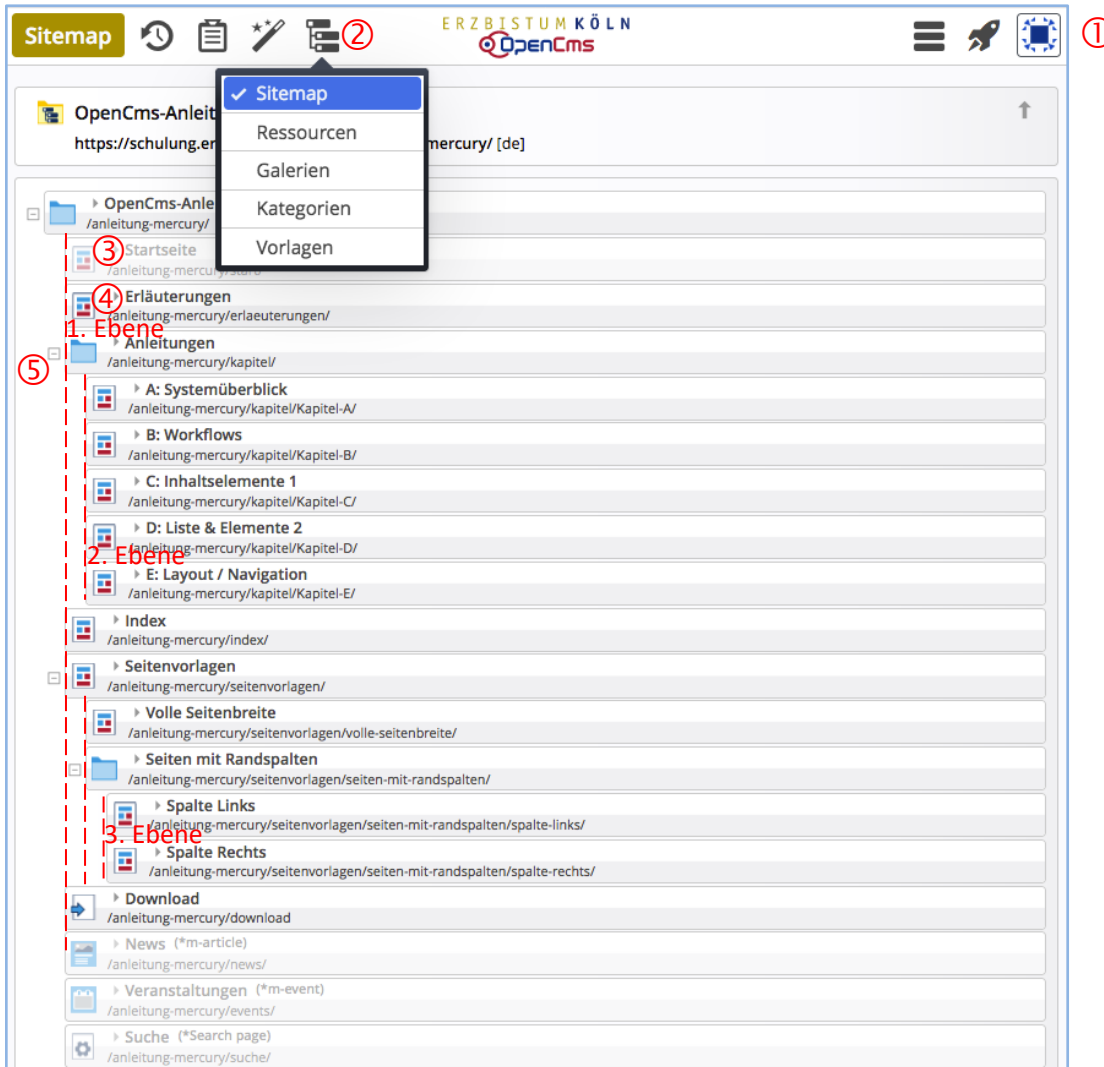 Sitemap
②
ERZBISTUM KÖLN
OpenCms
①
Sitemap
Ressourcen
Galerien
Kategorien
Vorlagen
OpenCms-Anleit
https://schulung.er mercury/ [de]
OpenCms-Anle
/anleitung-mercury/
③
Startseite
/anleitung-mercury/start/
④
Erläuterungen
/anleitung-mercury/erlaeuterungen/
1. Ebene
⑤
Anleitungen
/anleitung-mercury/kapitel/
A: Systemüberblick
/anleitung-mercury/kapitel/Kapitel-A/
B: Workflows
/anleitung-mercury/kapitel/Kapitel-B/
C: Inhaltselemente 1
/anleitung-mercury/kapitel/Kapitel-C/
D: Liste & Elemente 2
/anleitung-mercury/kapitel/Kapitel-D/
2. Ebene
E: Layout / Navigation
/anleitung-mercury/kapitel/Kapitel-E/
Index
/anleitung-mercury/index/
Seitenvorlagen
/anleitung-mercury/seitenvorlagen/
Volle Seitenbreite
/anleitung-mercury/seitenvorlagen/volle-seitenbreite/
Seiten mit Randspalten
/anleitung-mercury/seitenvorlagen/seiten-mit-randspalten/
Spalte Links
/anleitung-mercury/seitenvorlagen/seiten-mit-randspalten/spalte-links/
3. Ebene
Spalte Rechts
/anleitung-mercury/seitenvorlagen/seiten-mit-randspalten/spalte-rechts/
Download
/anleitung-mercury/download
News (*m-article)
/anleitung-mercury/news/
Veranstaltungen (*m-event)
/anleitung-mercury/events/
Suche (*Search page)
/anleitung-mercury/suche/